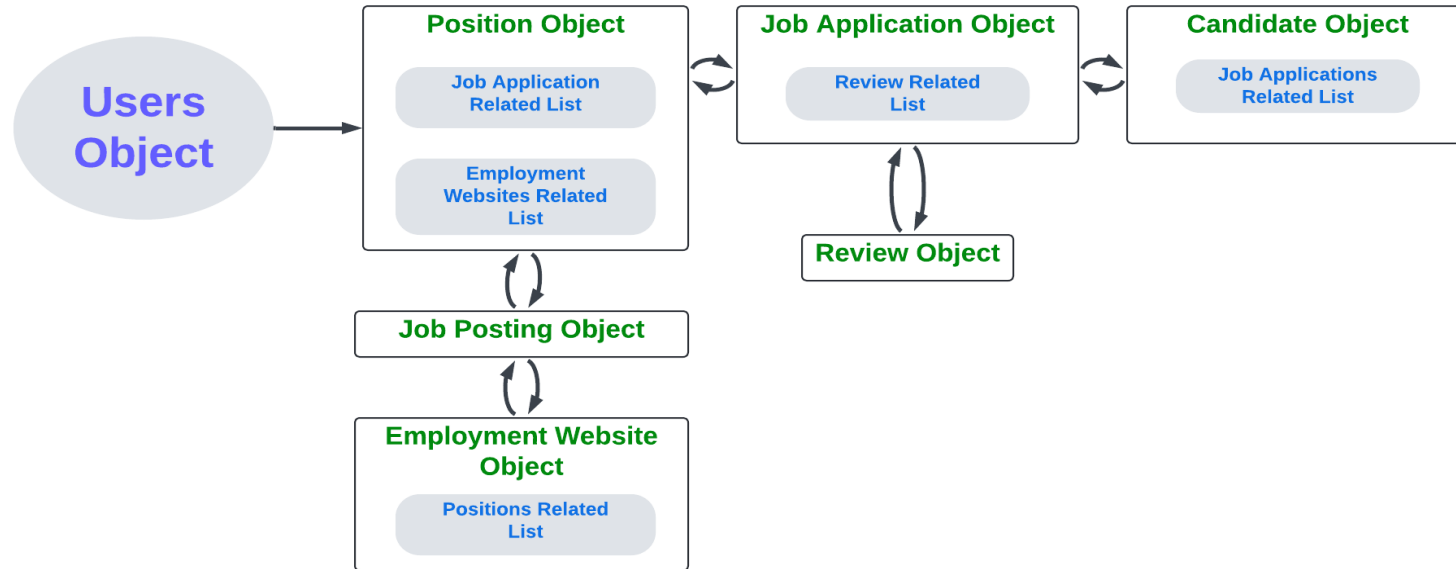 Users
Object
Position Object
Job Application
Related List
Employment
Websites Related
List
Job Application Object
Review Related
List
Candidate Object
Job Applications
Related List
Review Object
Job Posting Object
Employment Website
Object
Positions Related
List